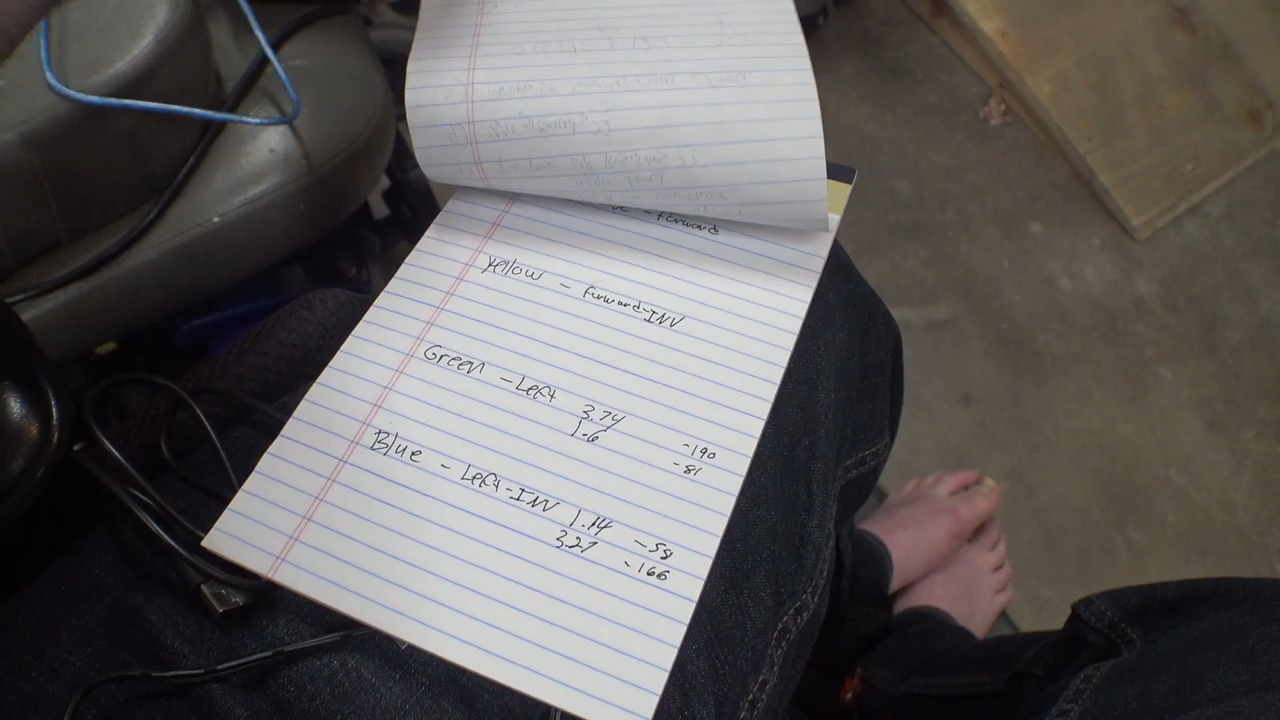 - forward
Yellow - forward-INV
Green - Left 3.74 -190
1.6 -81
Blue - Left-INV 1.14 -58
3.27 -166